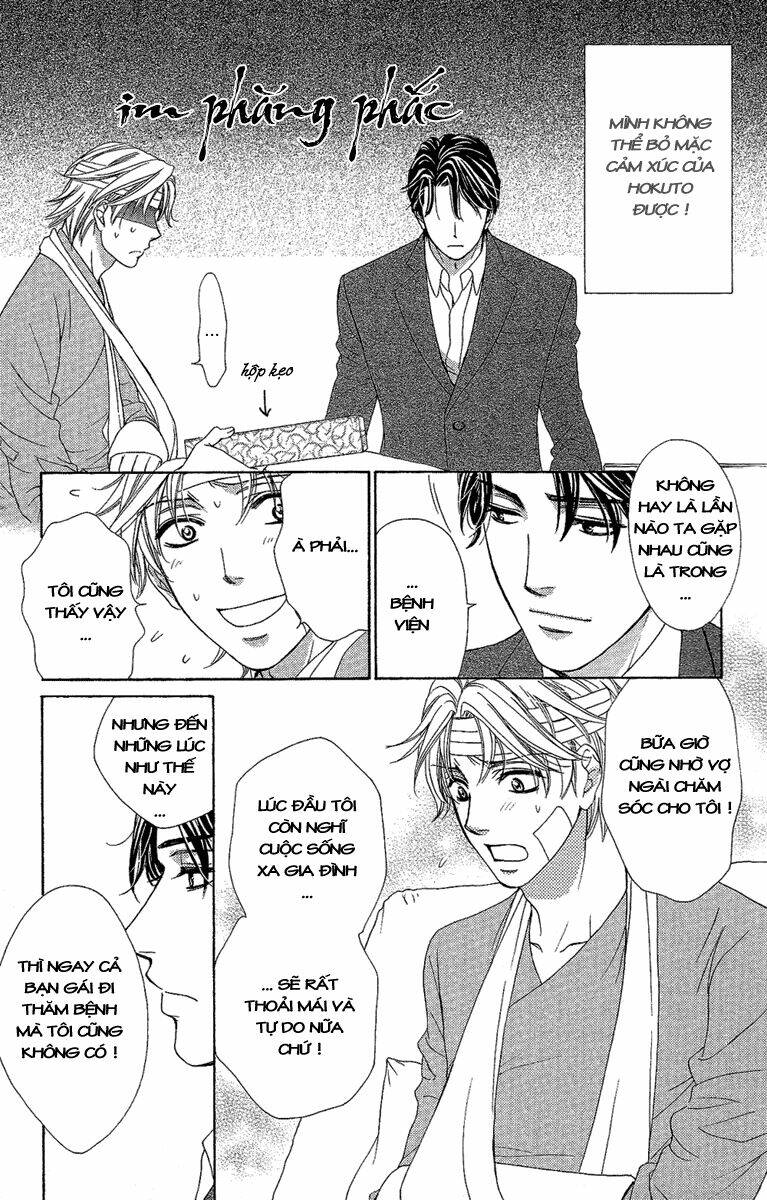 MÌNH KHÔNG
THỂ BỎ MẶC
CẢM XÚC CỦA
HOKUTO
ĐƯỢC !
im phăng phắc
...
hộp kẹo
KHÔNG
HAY LÀ LẦN
NÀO TA GẶP
NHAU CŨNG
LÀ TRONG
...
...
BỆNH
VIỆN
À PHẢI...
TÔI CŨNG
THẤY VẬY
...
BỮA GIỜ
CŨNG NHỜ VỢ
NGÀI CHĂM
SÓC CHO TÔI !
LÚC ĐẦU TÔI
CÒN NGHĨ
CUỘC SỐNG
XA GIA ĐÌNH
...
... SẼ RẤT
THOẢI MÁI VÀ
TỰ DO NỮA
CHỨ !
NHƯNG ĐẾN
NHỮNG LÚC
NHƯ THẾ
NÀY
...
THÌ NGAY CẢ
BẠN GÁI ĐI
THĂM BỆNH
MÀ TÔI CŨNG
KHÔNG CÓ !